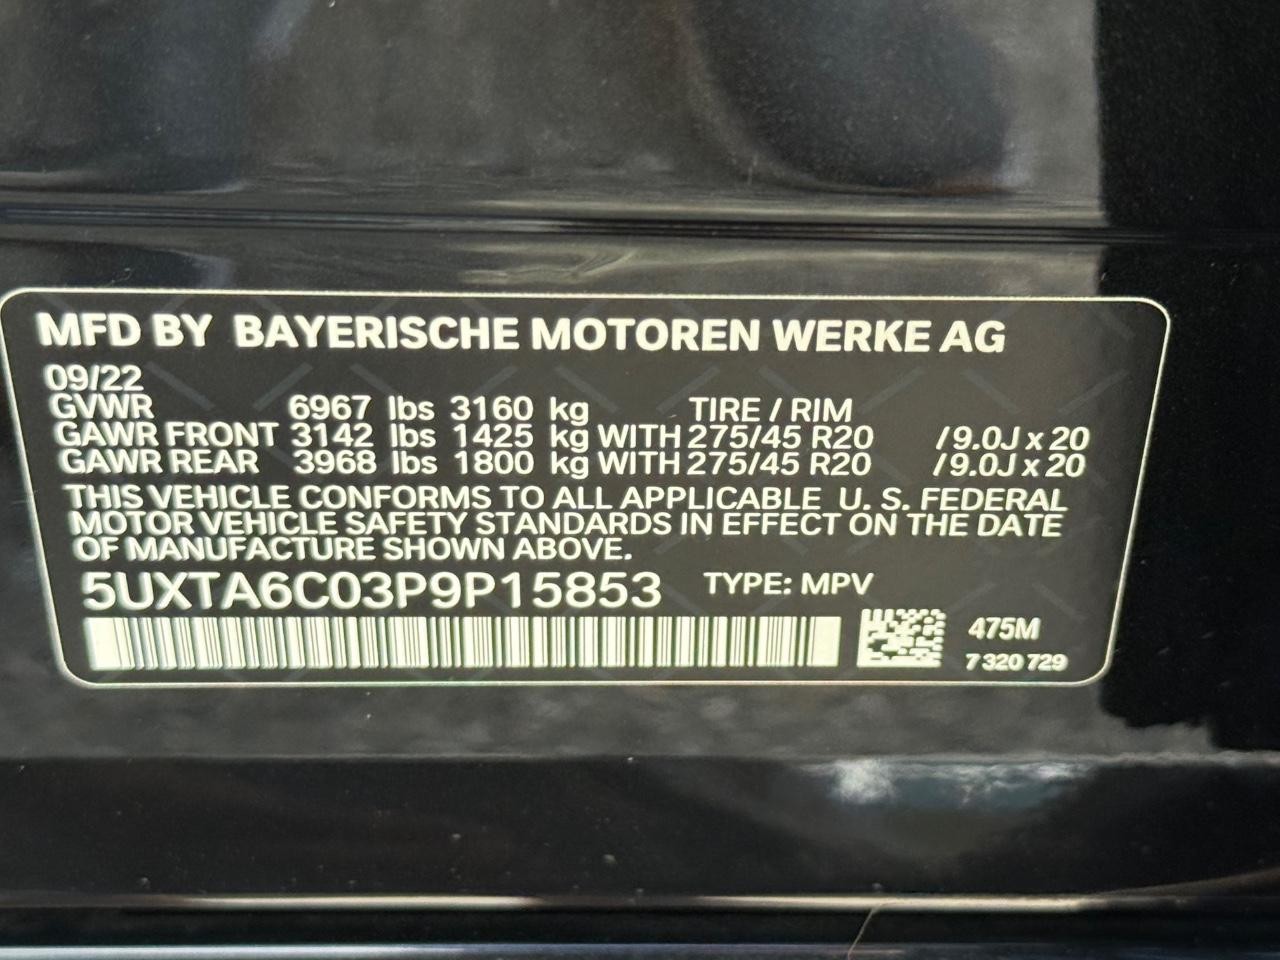 MFD BY BAYERISCHE MOTOREN WERKE AG
09/22
GVWR 6967 lbs 3160 kg TIRE / RIM
GAWR FRONT 3142 lbs 1425 kg WITH 275/45 R20 /9.0J x 20
GAWR REAR 3968 lbs 1800 kg WITH 275/45 R20 /9.0J x 20
THIS VEHICLE CONFORMS TO ALL APPLICABLE U. S. FEDERAL
MOTOR VEHICLE SAFETY STANDARDS IN EFFECT ON THE DATE
OF MANUFACTURE SHOWN ABOVE.
5UXTA6C03P9P15853 TYPE: MPV
475M
7 320 729